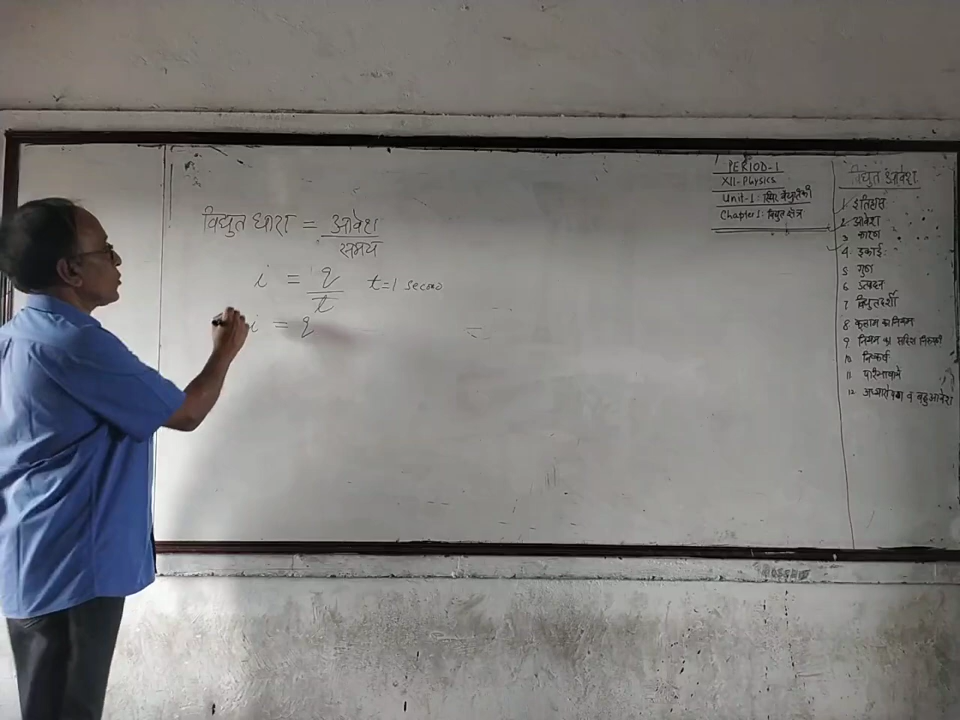 विद्युत धारा = आवेश
समय
i = q
t
t = 1 second
i = q
=
PERIOD-1
XII-Physics
Unit-1: स्थिर वैद्युतिकी
Chapter 1: विद्युत क्षेत्र
विद्युत आवेश
1 इतिहास
2 आवेश
3 कारण
4 इकाई:
5 गुण
6
7 विद्युतदर्शी
8 कूलाम का नियम
9 नियम का सदिश निरूपण
10 निष्कर्ष
11 परिभाषाये
12 अध्यारोपण व बहुआवेश